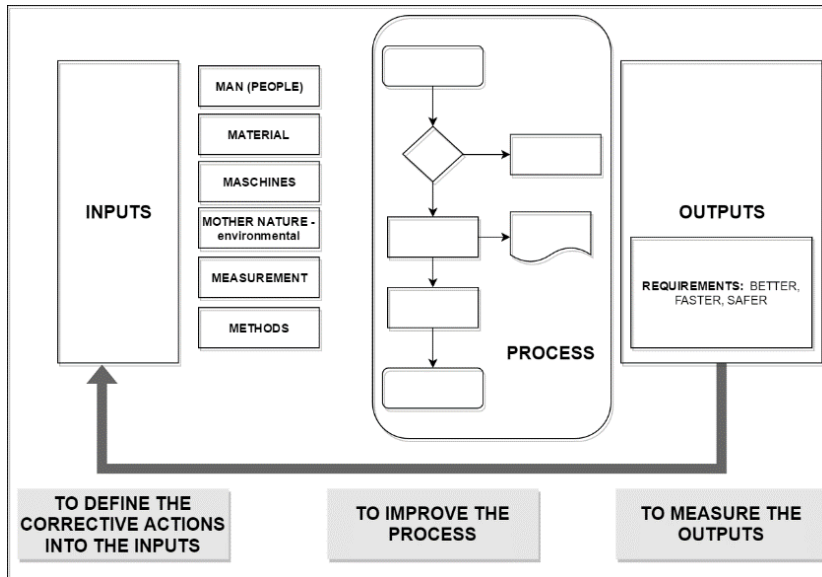 INPUTS
MAN (PEOPLE)
MATERIAL
MASCHINES
MOTHER NATURE -
environmental
MEASUREMENT
METHODS
PROCESS
OUTPUTS
REQUIREMENTS: BETTER,
FASTER, SAFER
TO DEFINE THE
CORRECTIVE ACTIONS
INTO THE INPUTS
TO IMPROVE THE
PROCESS
TO MEASURE THE
OUTPUTS